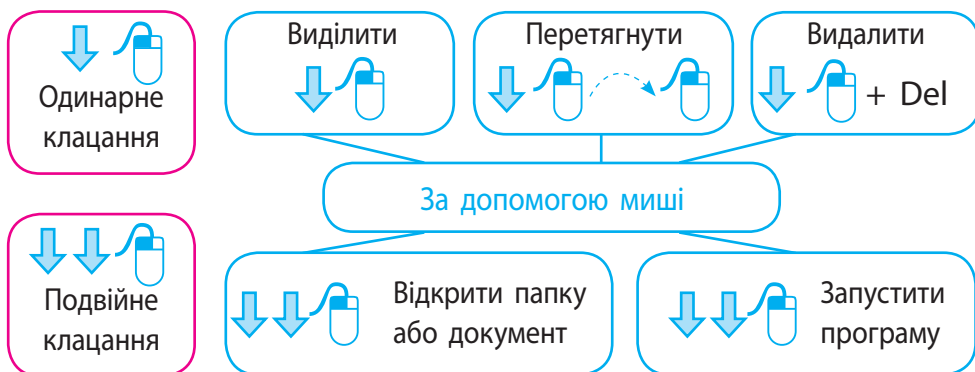 Одинарне
клацання
Виділити
Перетягнути
Видалити
+ Del
За допомогою миші
Подвійне
клацання
Відкрити папку
або документ
Запустити
програму